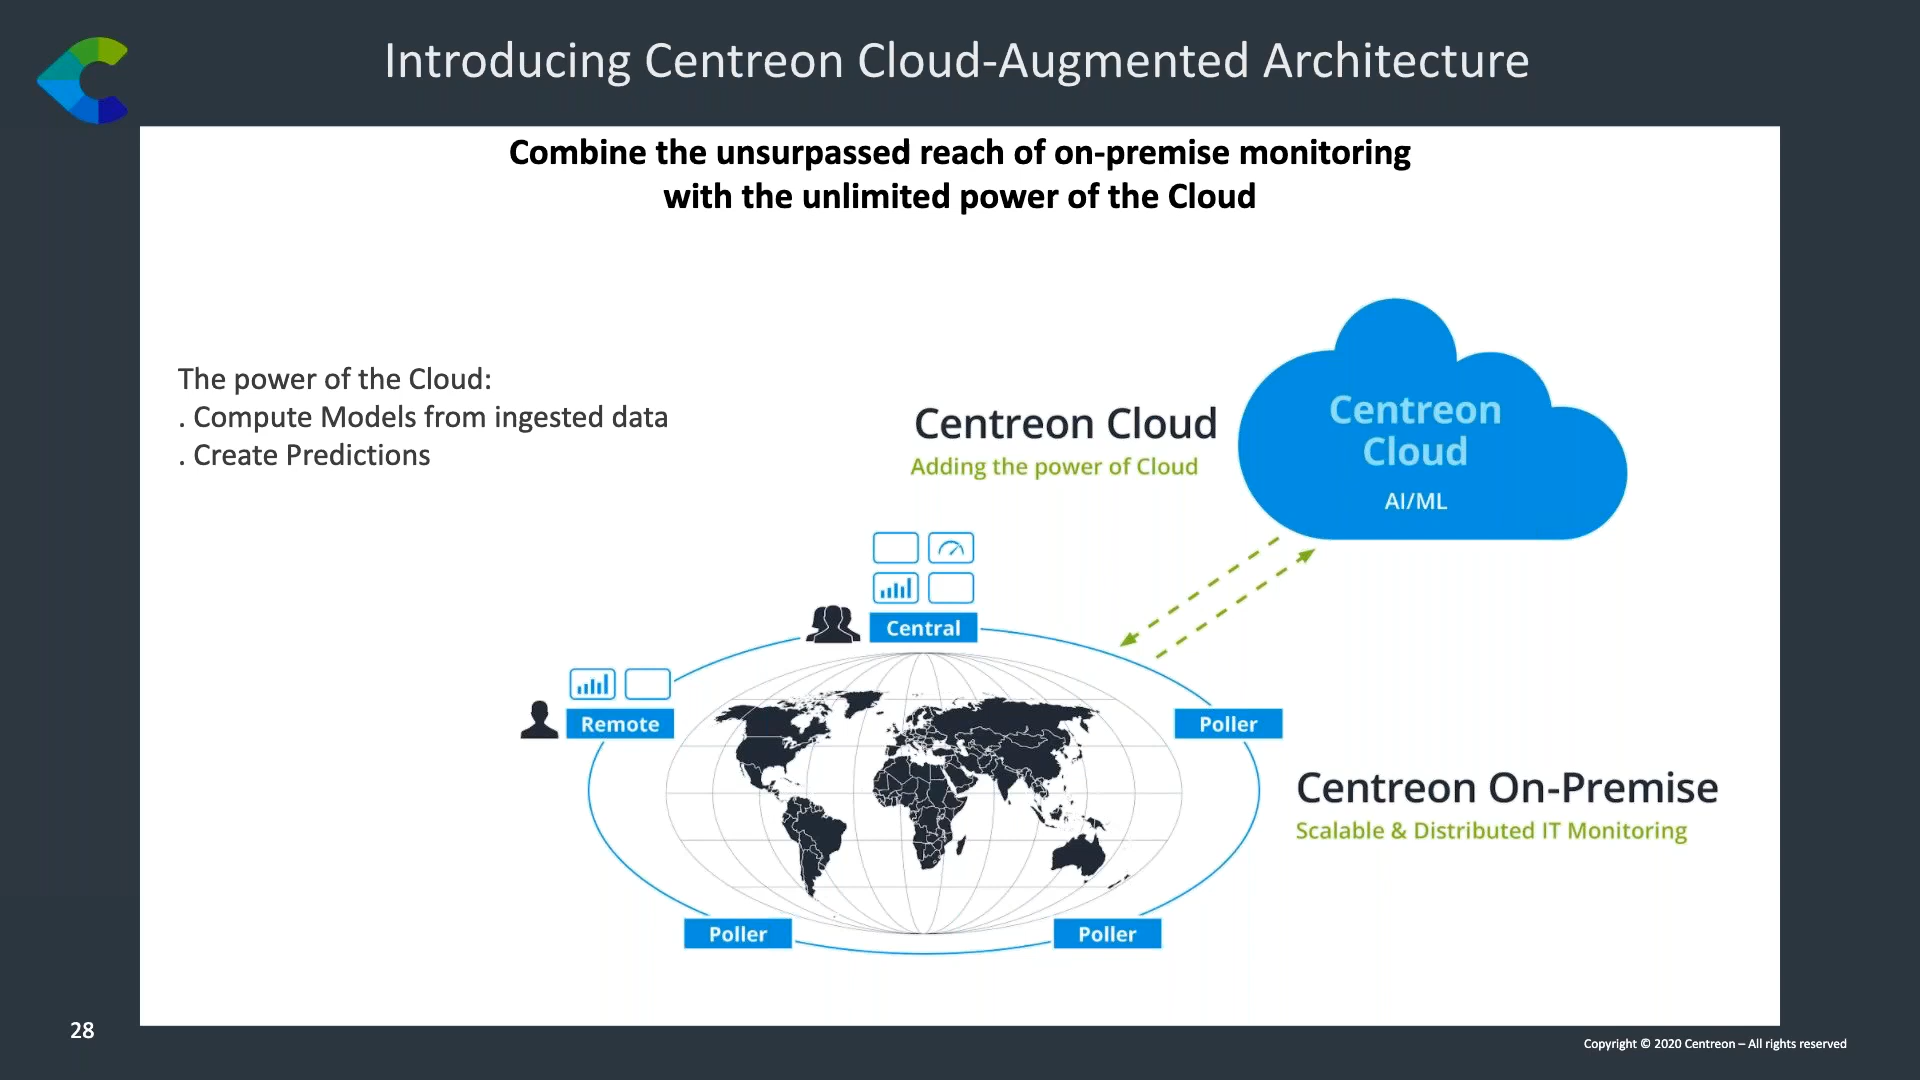 Introducing Centreon Cloud-Augmented Architecture
Combine the unsurpassed reach of on-premise monitoring
with the unlimited power of the Cloud
The power of the Cloud:
. Compute Models from ingested data
. Create Predictions
Centreon Cloud
Adding the power of Cloud
Centreon
Cloud
AI/ML
Central
Remote
Poller
Centreon On-Premise
Scalable & Distributed IT Monitoring
Poller
Poller
28
Copyright © 2020 Centreon – All rights reserved